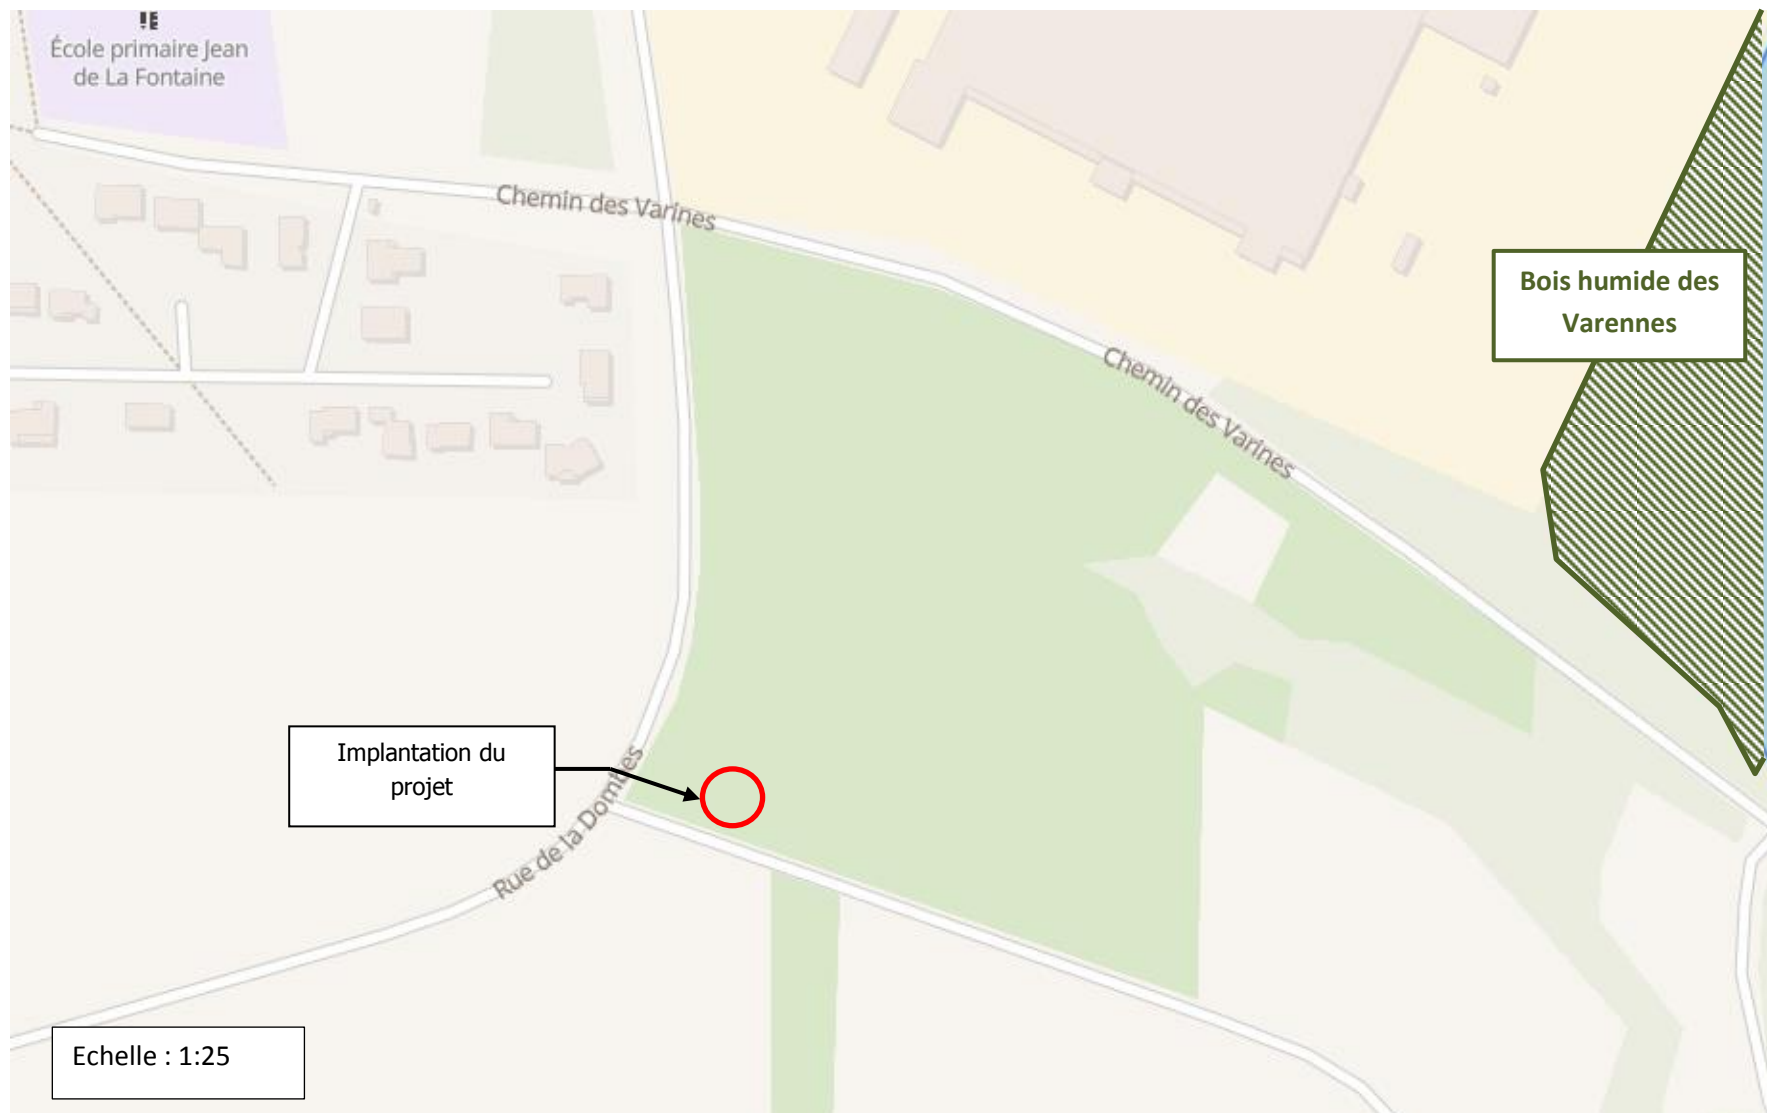 École primaire Jean
de La Fontaine
Chemin des Varines
Bois humide des
Varennes
Chemin des Varines
Implantation du
projet
Rue de la Dombes
Echelle : 1:25